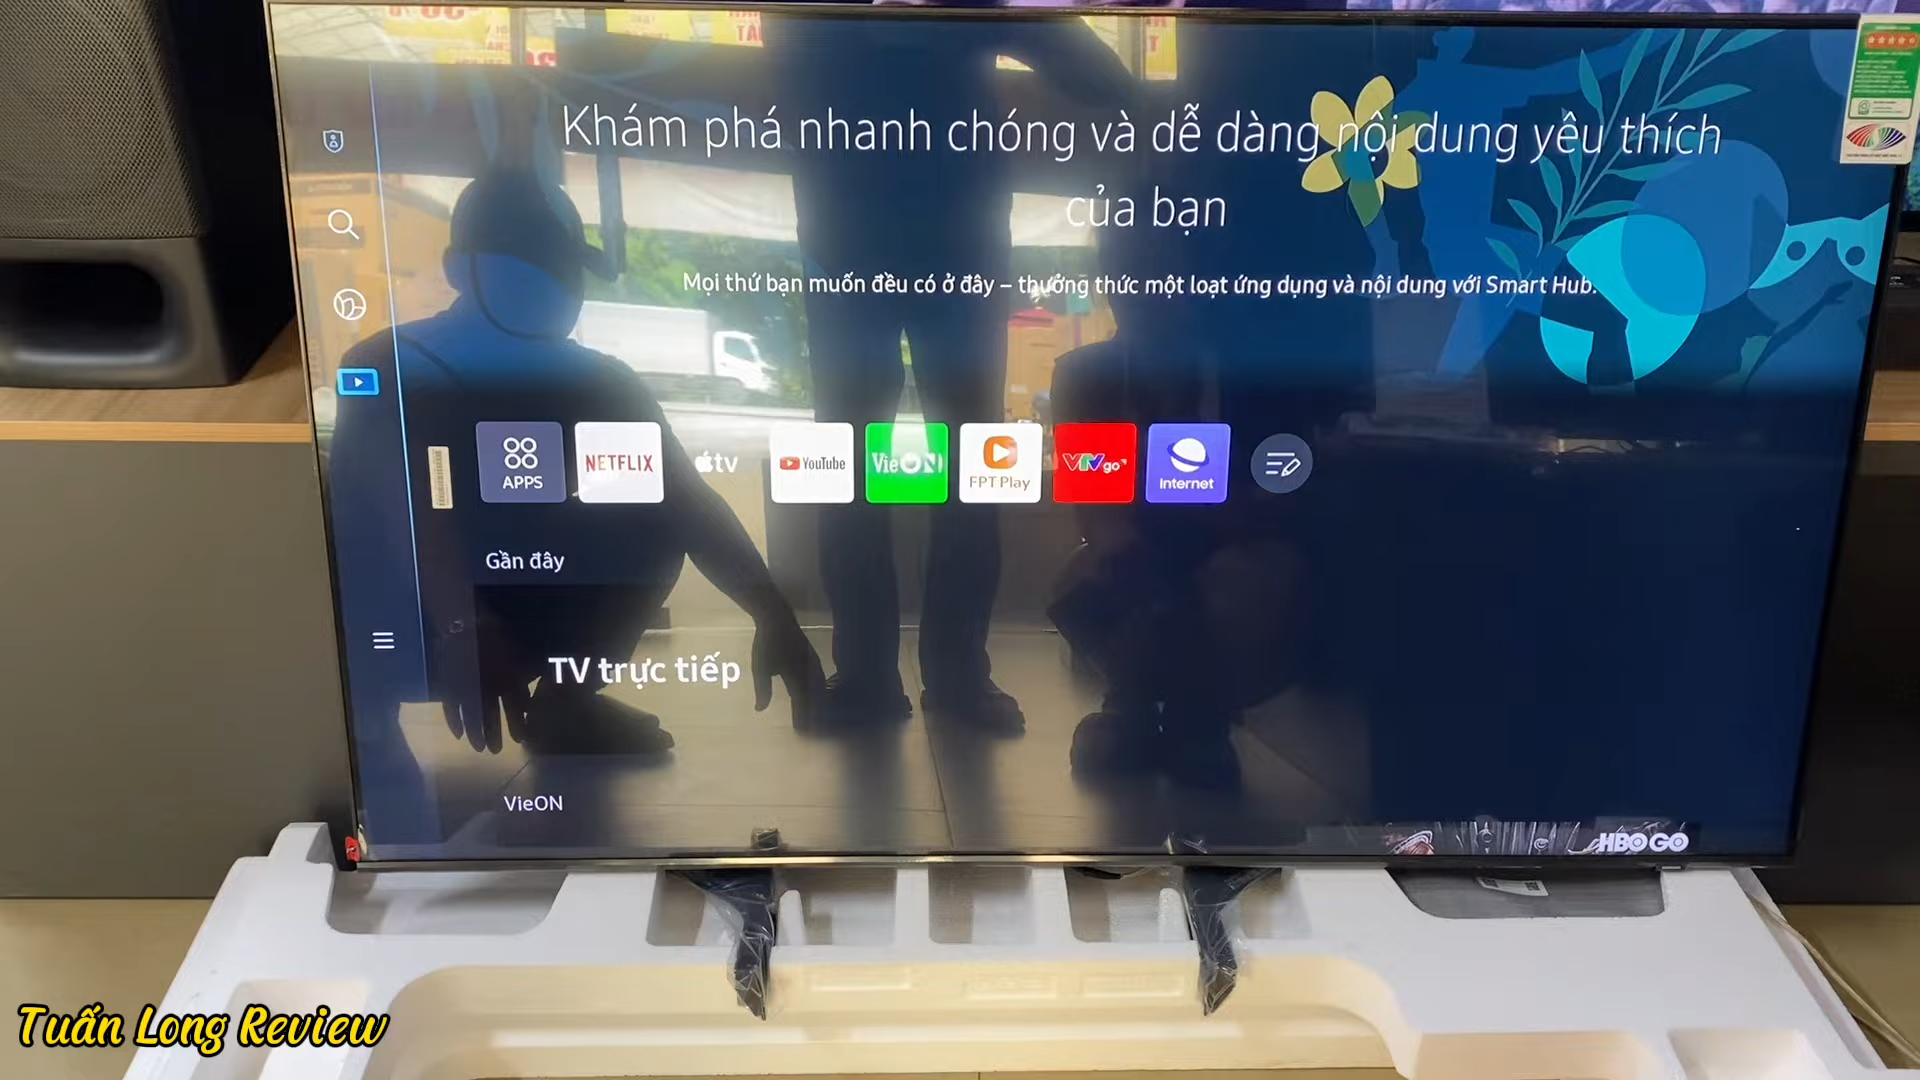 Khám phá nhanh chóng và dễ dàng nội dung yêu thích
của bạn
Mọi thứ bạn muốn đều có ở đây – thưởng thức một loạt ứng dụng và nội dung với Smart Hub.
APPS
NETFLIX
tv
YouTube
VieON
FPT Play
VTV go
Internet
Gần đây
TV trực tiếp
VieON
HBO GO
Tuấn Long Review